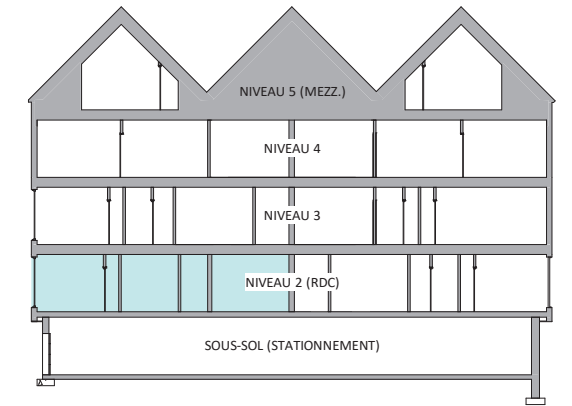 NIVEAU 5 (MEZZ.)
NIVEAU 4
NIVEAU 3
NIVEAU 2 (RDC)
SOUS-SOL (STATIONNEMENT)